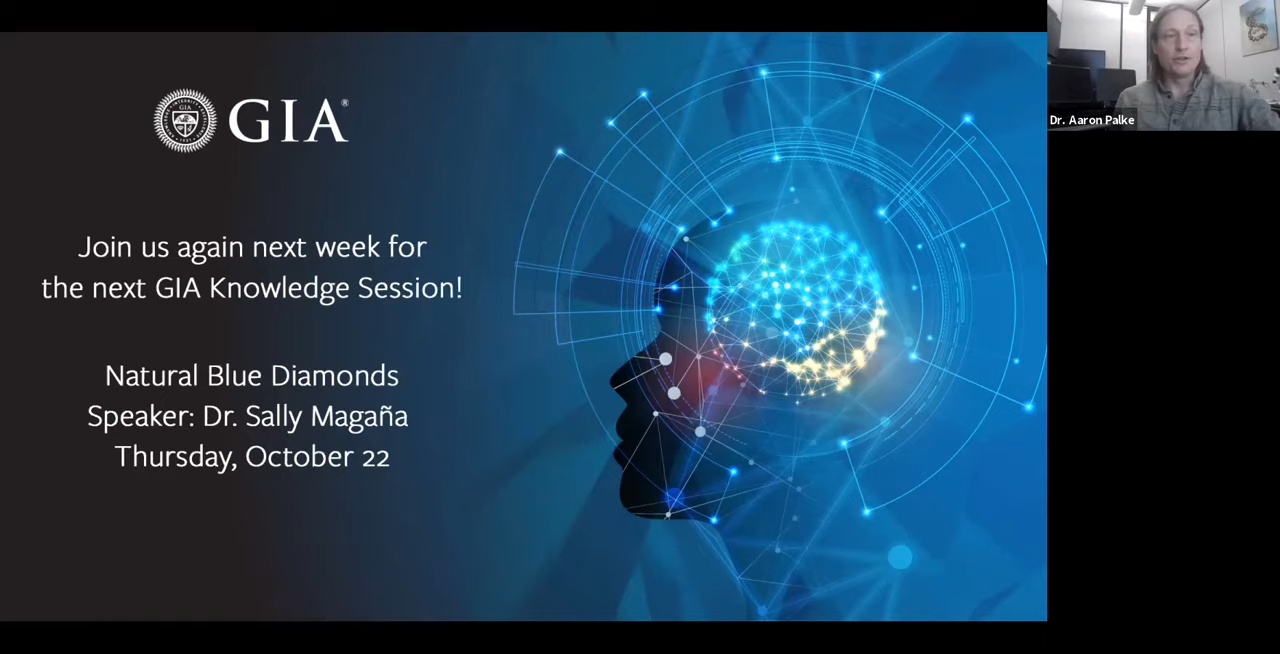 GIA®
Join us again next week for
the next GIA Knowledge Session!
Natural Blue Diamonds
Speaker: Dr. Sally Magaña
Thursday, October 22
Dr. Aaron Palke